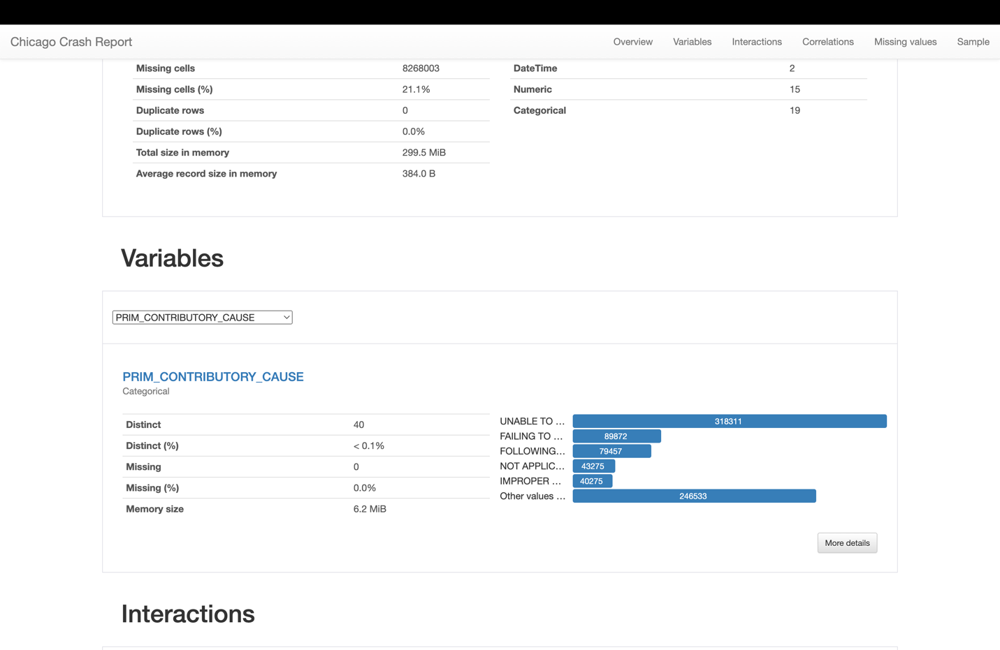 Chicago Crash Report
Overview Variables Interactions Correlations Missing values Sample
Missing cells 8268003
Missing cells (%) 21.1%
Duplicate rows 0
Duplicate rows (%) 0.0%
Total size in memory 299.5 MiB
Average record size in memory 384.0 B
DateTime 2
Numeric 15
Categorical 19
Variables
PRIM_CONTRIBUTORY_CAUSE
PRIM_CONTRIBUTORY_CAUSE
Categorical
Distinct 40
Distinct (%) < 0.1%
Missing 0
Missing (%) 0.0%
Memory size 6.2 MiB
UNABLE TO ... 318311
FAILING TO ... 89872
FOLLOWING... 79457
NOT APPLIC... 43275
IMPROPER ... 40275
Other values ... 246533
More details
Interactions